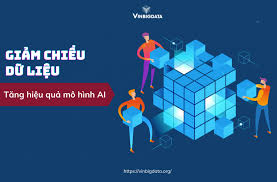 VINBIGDATA
GIẢM CHIỀU
DỮ LIỆU
Tăng hiệu quả mô hình AI
https://vinbigdata.org/